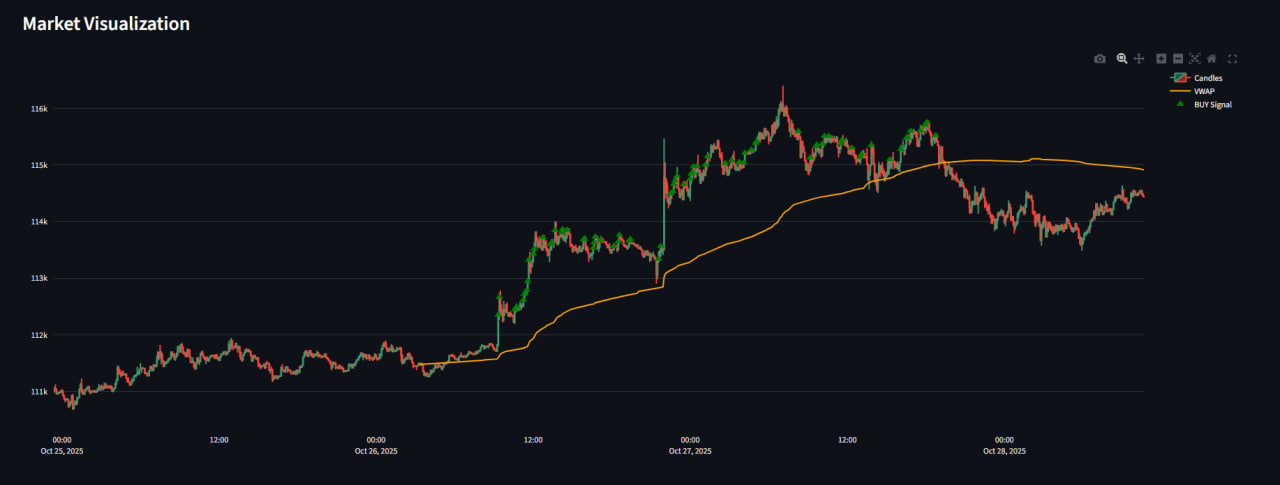 Market Visualization
Candles
VWAP
BUY Signal
116k
115k
114k
113k
112k
111k
00:00
Oct 25, 2025
12:00
00:00
Oct 26, 2025
12:00
00:00
Oct 27, 2025
12:00
00:00
Oct 28, 2025